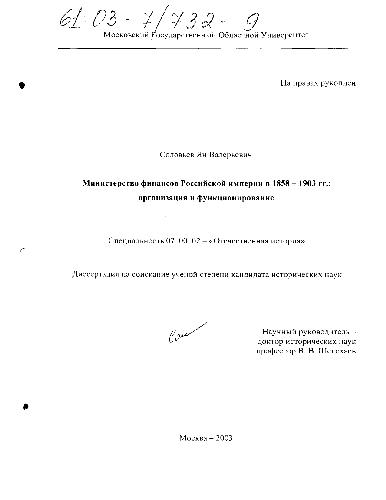 61:03-7/732-9
Московский Государственный Областной Университет
На правах рукописи
Соловьев Ян Валерьевич
Министерство финансов Российской империи в 1858 – 1903 гг.:
организация и функционирование
Специальность 07. 00. 02 – «Отечественная история»
Диссертация на соискание ученой степени кандидата исторических наук
Научный руководитель -
доктор исторических наук
профессор В. В.
Москва – 2003